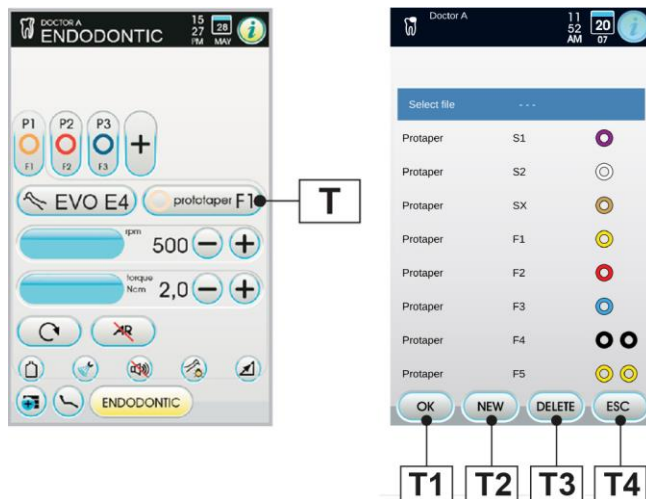 DOCTOR A
ENDODONTIC
15
27
PM
28
MAY
i
P1
F1
P2
F2
P3
F3
+
EVO E4
prototaper F1
T
rpm
500 − +
torque
Ncm
2,0 − +
AR
ENDODONTIC
Doctor A
11
52
AM
20
07
i
Select file ---
Protaper S1
Protaper S2
Protaper SX
Protaper F1
Protaper F2
Protaper F3
Protaper F4
Protaper F5
OK NEW DELETE ESC
T1 T2 T3 T4